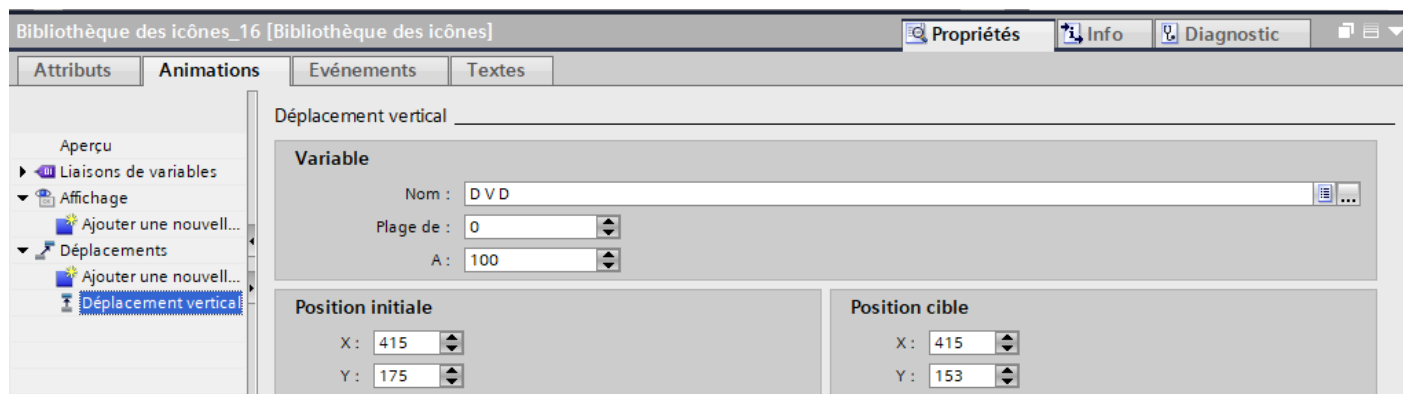 Bibliothèque des icônes_16 [Bibliothèque des icônes]
Propriétés Info Diagnostic
Attributs Animations Evénements Textes
Déplacement vertical
Aperçu
Variable
Liaisons de variables
Nom : D V D ...
Affichage
Ajouter une nouvell...
Plage de : 0
Déplacements
A : 100
Ajouter une nouvell...
Déplacement vertical
Position initiale Position cible
X : 415 X : 415
Y : 175 Y : 153